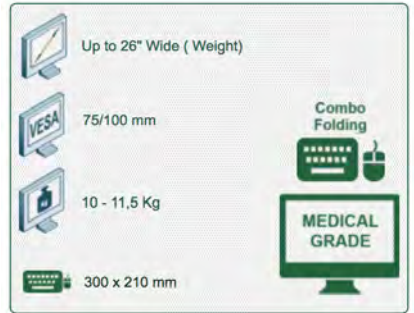 Up to 26" Wide ( Weight)
VESA
75/100 mm
Combo
Folding
10 - 11,5 Kg
MEDICAL
GRADE
300 x 210 mm